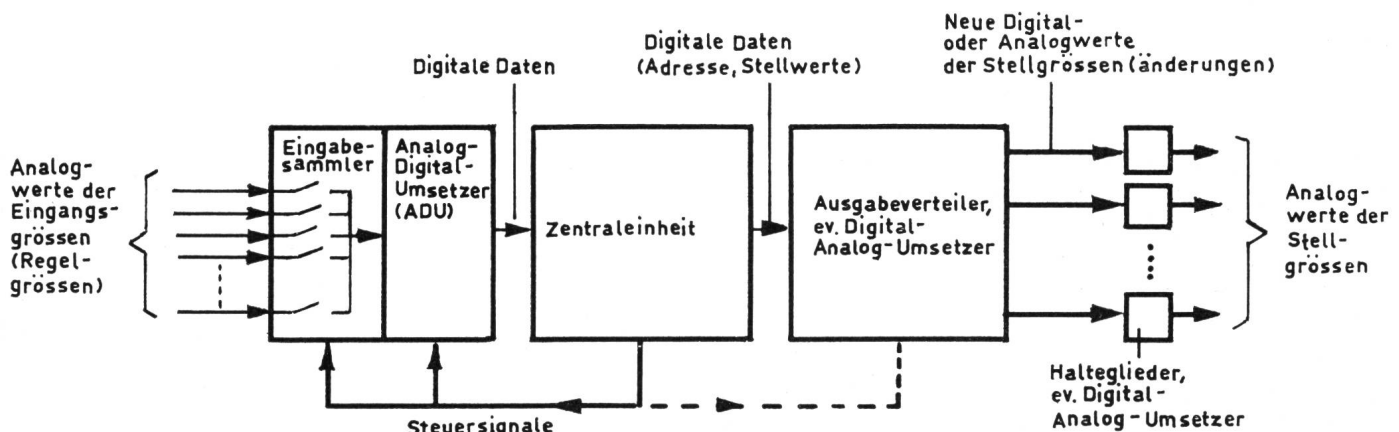 Analog-
werte der
Eingangs-
grössen
(Regel-
grössen)
Eingabe-
sammler
Analog-
Digital-
Umsetzer
(ADU)
Digitale Daten
Zentraleinheit
Digitale Daten
(Adresse, Stellwerte)
Ausgabeverteiler,
ev. Digital-
Analog-Umsetzer
Neue Digital-
oder Analogwerte
der Stellgrössen (änderungen)
Analog-
werte der
Stell-
grössen
Halteglieder,
ev. Digital-
Analog-Umsetzer
Steuersignale